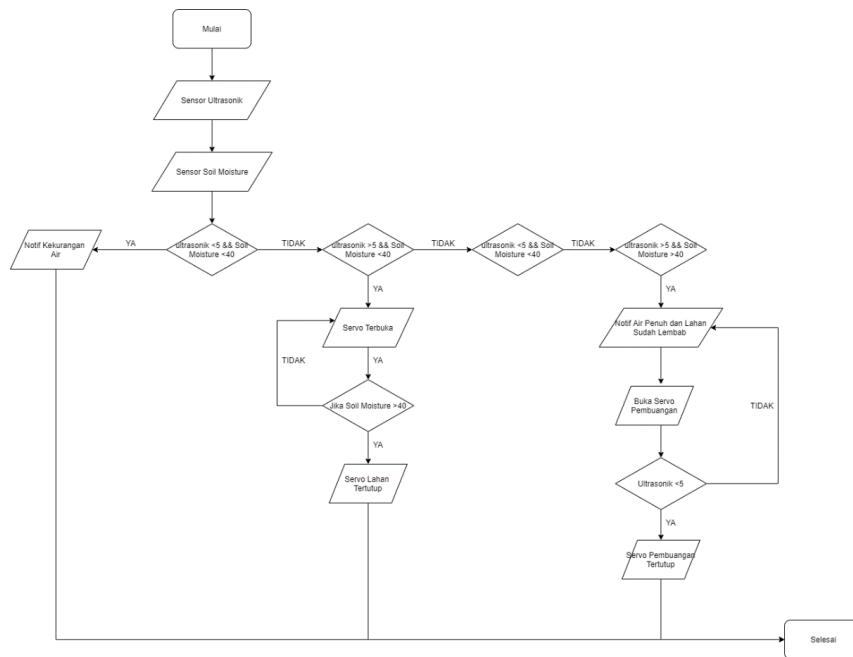 Mulai
Sensor Ultrasonik
Sensor Soil Moisture
Notif Kekurangan
Air
YA
ultrasonik <5 && Soil
Moisture <40
TIDAK
ultrasonik >5 && Soil
Moisture <40
TIDAK
ultrasonik <5 && Soil
Moisture <40
TIDAK
ultrasonik >5 && Soil
Moisture >40
YA
YA
Servo Terbuka
Notif Air Penuh dan Lahan
Sudah Lembab
TIDAK
YA
Jika Soil Moisture >40
Buka Servo
Pembuangan
TIDAK
YA
Servo Lahan
Tertutup
Ultrasonik <5
YA
Servo Pembuangan
Tertutup
Selesai